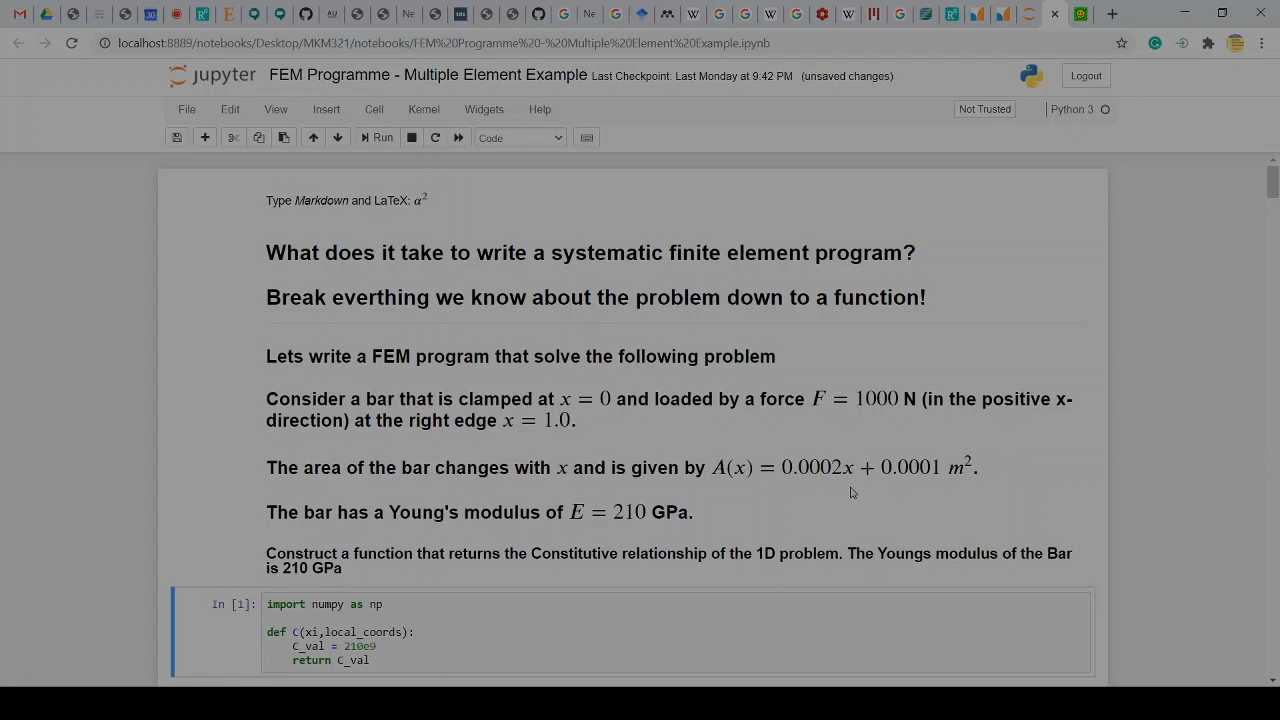 Ne
tds
AU
Ne
30
31
localhost:8889/notebooks/Desktop/MKM321/notebooks/FEM%20Programme%20-%20Multiple%20Element%20Example.ipynb
jupyter FEM Programme - Multiple Element Example Last Checkpoint: Last Monday at 9:42 PM (unsaved changes) Logout
File Edit View Insert Cell Kernel Widgets Help Not Trusted Python 3
Run Code
Type Markdown and LaTeX: α²
What does it take to write a systematic finite element program?
Break everthing we know about the problem down to a function!
Lets write a FEM program that solve the following problem
Consider a bar that is clamped at x = 0 and loaded by a force F = 1000 N (in the positive x-
direction) at the right edge x = 1.0.
The area of the bar changes with x and is given by A(x) = 0.0002x + 0.0001 m².
The bar has a Young's modulus of E = 210 GPa.
Construct a function that returns the Constitutive relationship of the 1D problem. The Youngs modulus of the Bar
is 210 GPa
In [1]: import numpy as np
def C(xi,local_coords):
C_val = 210e9
return C_val